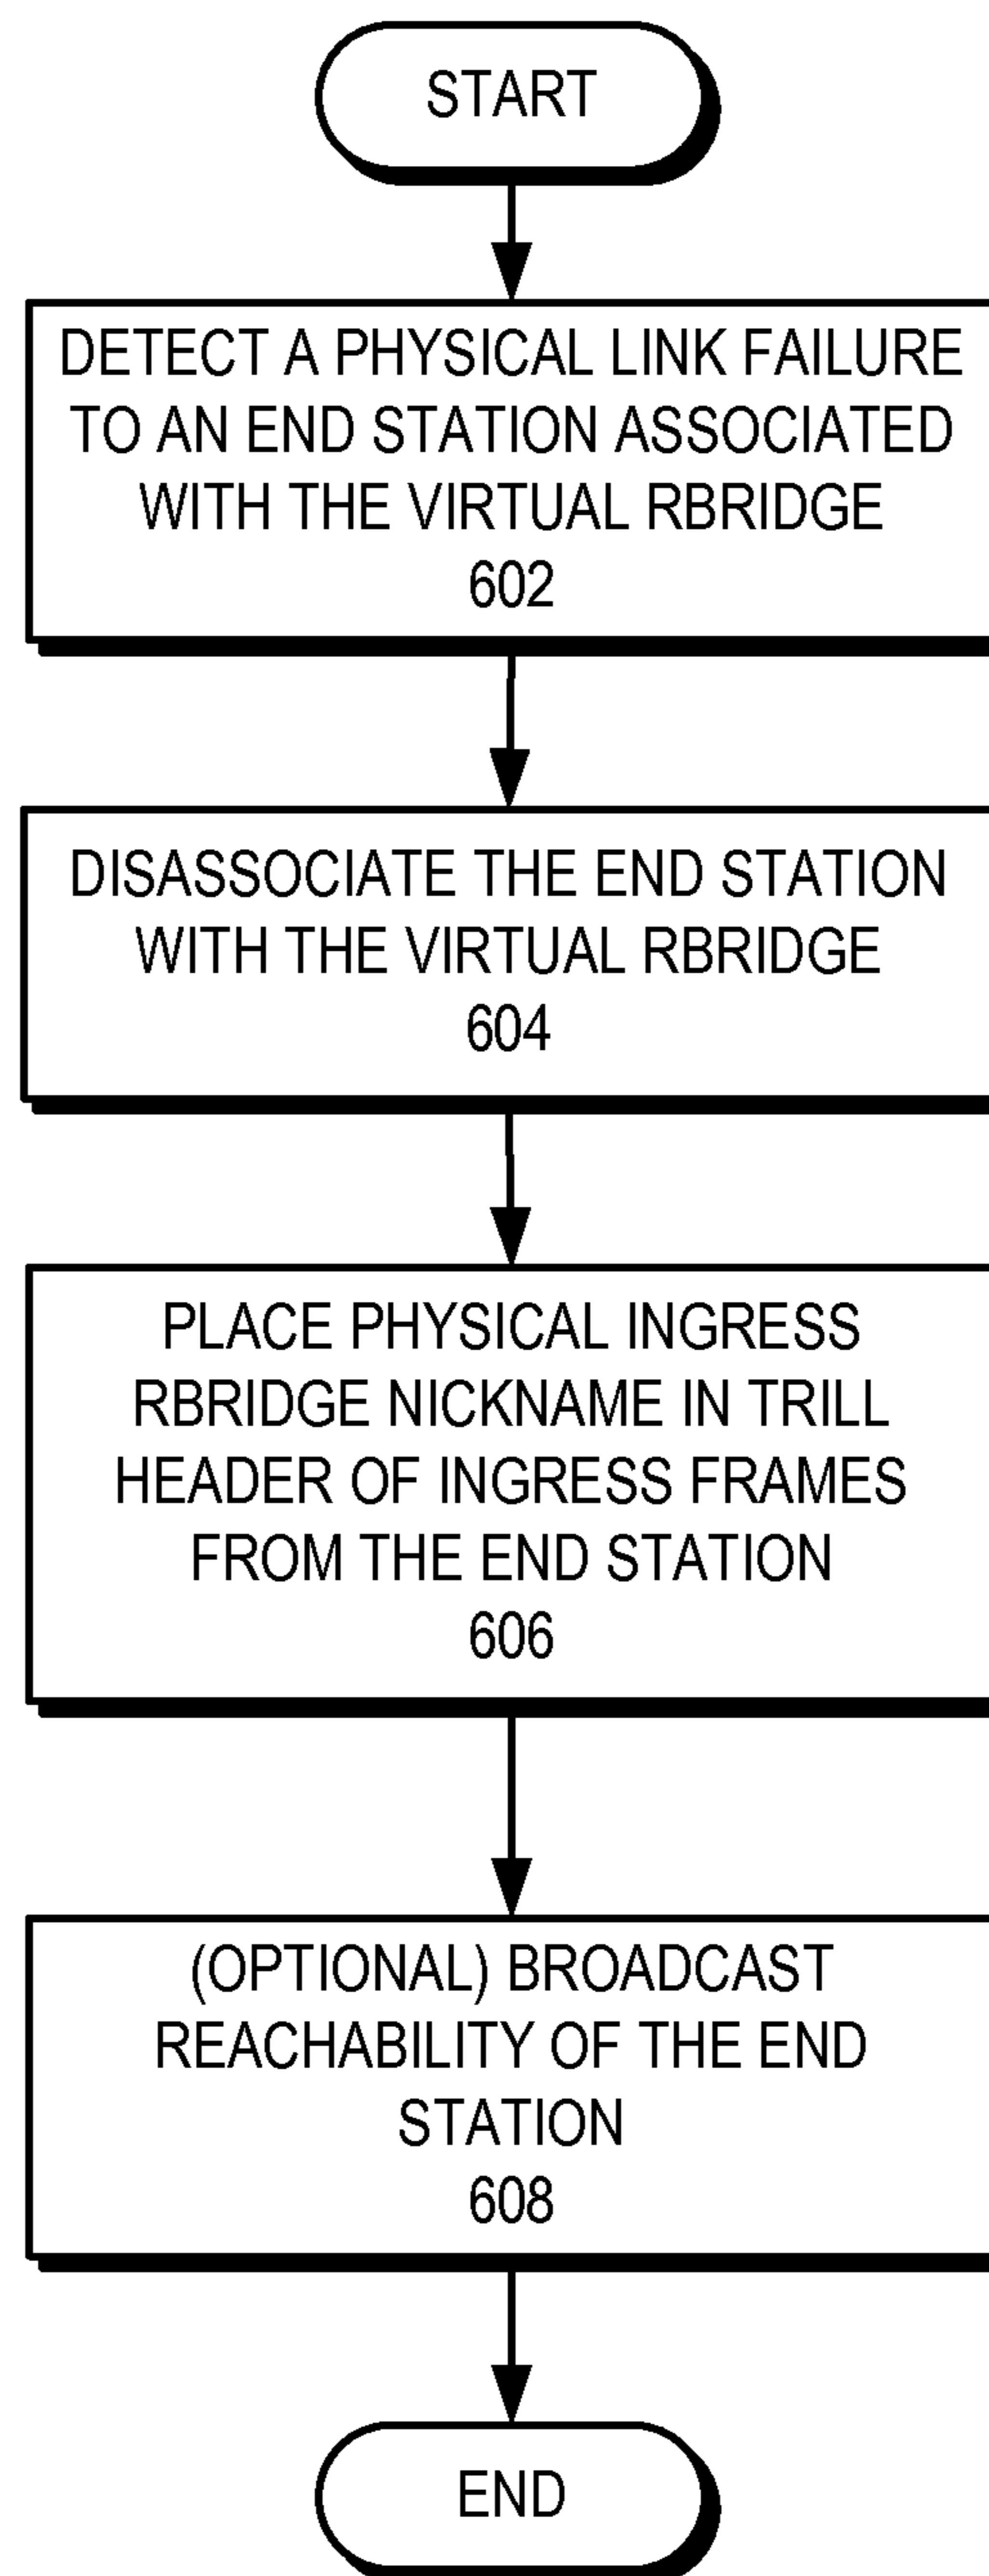 START
DETECT A PHYSICAL LINK FAILURE
TO AN END STATION ASSOCIATED
WITH THE VIRTUAL RBRIDGE
602
DISASSOCIATE THE END STATION
WITH THE VIRTUAL RBRIDGE
604
PLACE PHYSICAL INGRESS
RBRIDGE NICKNAME IN TRILL
HEADER OF INGRESS FRAMES
FROM THE END STATION
606
(OPTIONAL) BROADCAST
REACHABILITY OF THE END
STATION
608
END